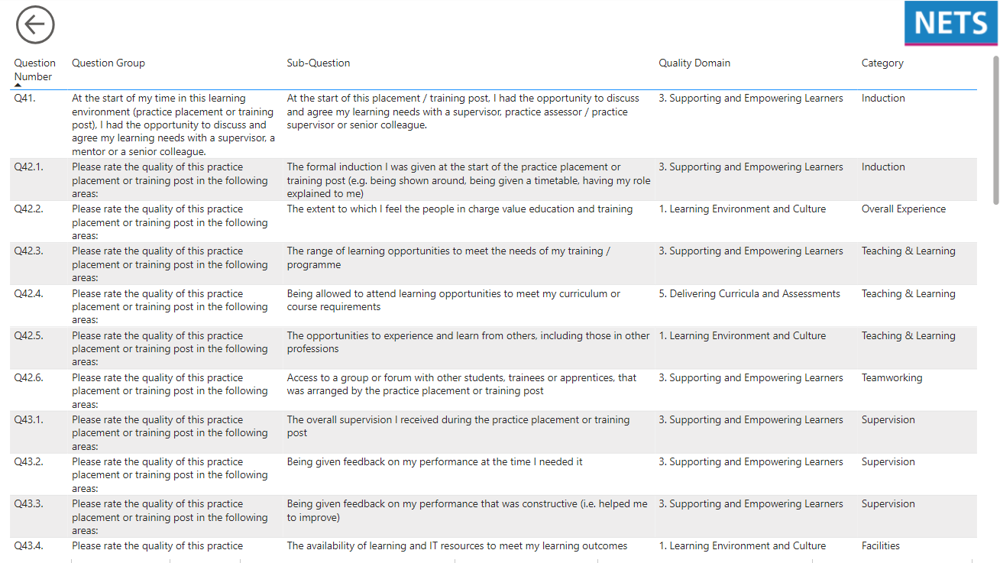 NETS
Question Number Question Group Sub-Question Quality Domain Category
Q41. At the start of my time in this learning At the start of this placement / training post, I had the opportunity to discuss 3. Supporting and Empowering Learners Induction
environment (practice placement or training and agree my learning needs with a supervisor, practice assessor / practice
post), I had the opportunity to discuss and supervisor or senior colleague.
agree my learning needs with a supervisor, a
mentor or a senior colleague.
Q42.1. Please rate the quality of this practice The formal induction I was given at the start of the practice placement or 3. Supporting and Empowering Learners Induction
placement or training post in the following training post (e.g. being shown around, being given a timetable, having my role
areas: explained to me)
Q42.2. Please rate the quality of this practice The extent to which I feel the people in charge value education and training 1. Learning Environment and Culture Overall Experience
placement or training post in the following
areas:
Q42.3. Please rate the quality of this practice The range of learning opportunities to meet the needs of my training / 3. Supporting and Empowering Learners Teaching & Learning
placement or training post in the following programme
areas:
Q42.4. Please rate the quality of this practice Being allowed to attend learning opportunities to meet my curriculum or 5. Delivering Curricula and Assessments Teaching & Learning
placement or training post in the following course requirements
areas:
Q42.5. Please rate the quality of this practice The opportunities to experience and learn from others, including those in other 1. Learning Environment and Culture Teaching & Learning
placement or training post in the following professions
areas:
Q42.6. Please rate the quality of this practice Access to a group or forum with other students, trainees or apprentices, that 3. Supporting and Empowering Learners Teamworking
placement or training post in the following was arranged by the practice placement or training post
areas:
Q43.1. Please rate the quality of this practice The overall supervision I received during the practice placement or training 3. Supporting and Empowering Learners Supervision
placement or training post in the following post
areas:
Q43.2. Please rate the quality of this practice Being given feedback on my performance at the time I needed it 3. Supporting and Empowering Learners Supervision
placement or training post in the following
areas:
Q43.3. Please rate the quality of this practice Being given feedback on my performance that was constructive (i.e. helped me 3. Supporting and Empowering Learners Supervision
placement or training post in the following to improve)
areas:
Q43.4. Please rate the quality of this practice The availability of learning and IT resources to meet my learning outcomes 1. Learning Environment and Culture Facilities